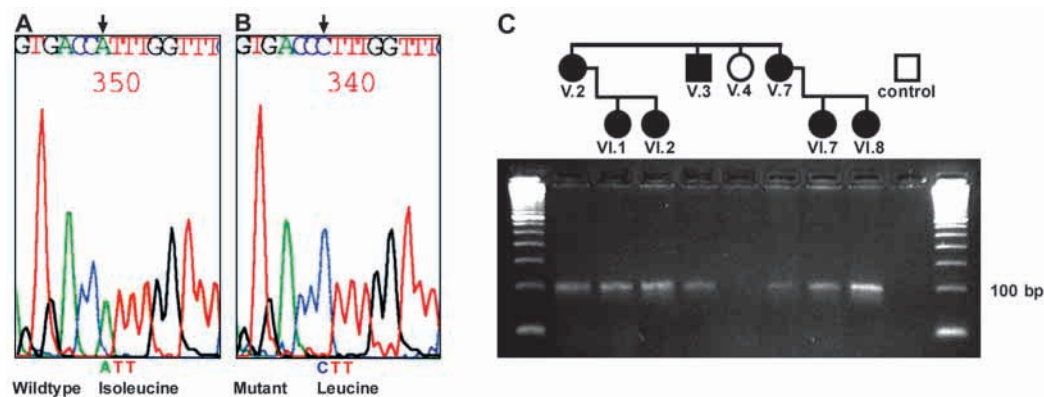 A
GTGACCATTTGGTTT
350
ATT
Wildtype Isoleucine
B
GTGACCCTTTGGTTT
340
CTT
Mutant Leucine
C
V.2 V.3 V.4 V.7 control
VI.1 VI.2 VI.7 VI.8
100 bp